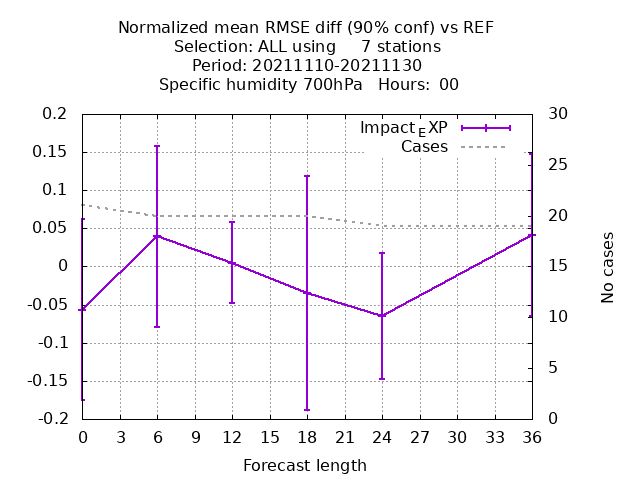 Normalized mean RMSE diff (90% conf) vs REF
Selection: ALL using     7 stations
Period: 20211110-20211130
Specific humidity 700hPa   Hours:  00
0.2
0.15
0.1
0.05
0
-0.05
-0.1
-0.15
-0.2
30
25
20
15
10
5
0
Impact_EXP
Cases
No cases
0 3 6 9 12 15 18 21 24 27 30 33 36
Forecast length